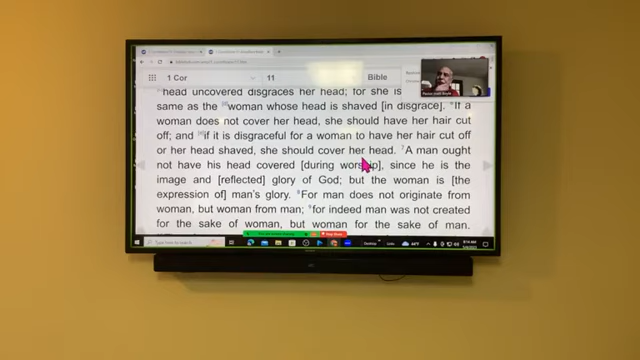 1 Cor 11 Bible
head uncovered disgraces her head; for she is
same as the woman whose head is shaved [in disgrace]. If a
woman does not cover her head, she should have her hair cut
off; and if it is disgraceful for a woman to have her hair cut off
or her head shaved, she should cover her head. 7 A man ought
not have his head covered [during worship], since he is the
image and [reflected] glory of God; but the woman is [the
expression of] man's glory. 8 For man does not originate from
woman, but woman from man; 9 for indeed man was not created
for the sake of woman, but woman for the sake of man.